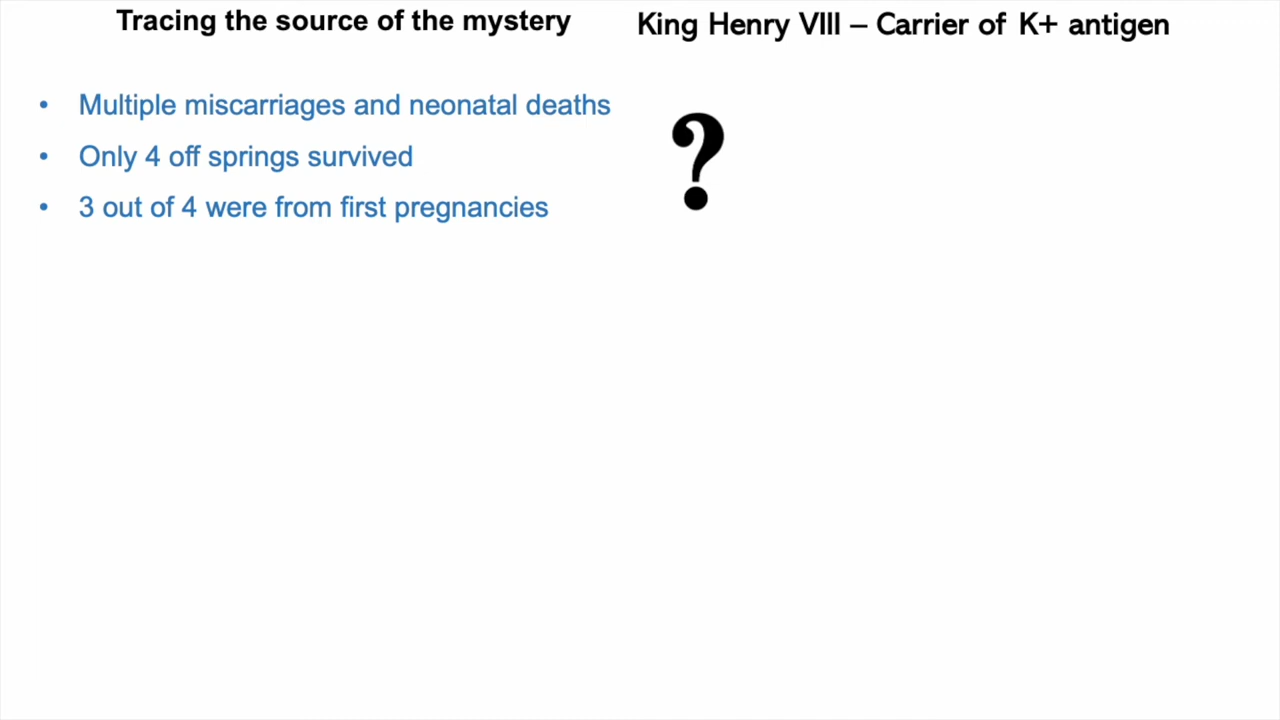 Tracing the source of the mystery
King Henry VIII – Carrier of K+ antigen
• Multiple miscarriages and neonatal deaths
• Only 4 off springs survived
• 3 out of 4 were from first pregnancies
?